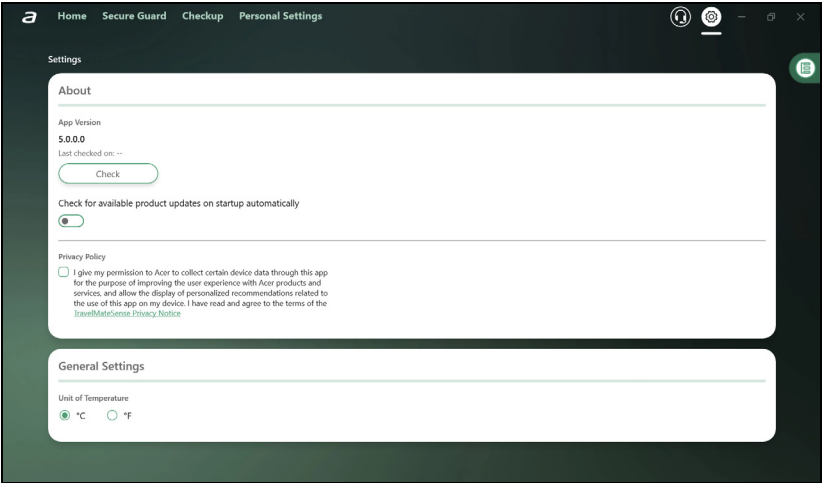 a Home Secure Guard Checkup Personal Settings
Settings
About
App Version
5.0.0.0
Last checked on: --
Check
Check for available product updates on startup automatically
Privacy Policy
I give my permission to Acer to collect certain device data through this app
for the purpose of improving the user experience with Acer products and
services, and allow the display of personalized recommendations related to
the use of this app on my device. I have read and agree to the terms of the
TravelMateSense Privacy Notice
General Settings
Unit of Temperature
°C °F